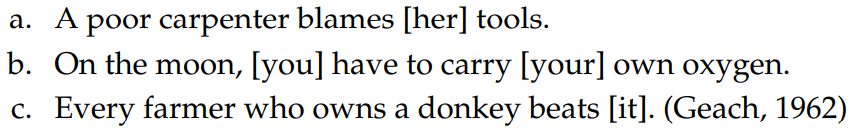 a. A poor carpenter blames [her] tools.
b. On the moon, [you] have to carry [your] own oxygen.
c. Every farmer who owns a donkey beats [it]. (Geach, 1962)